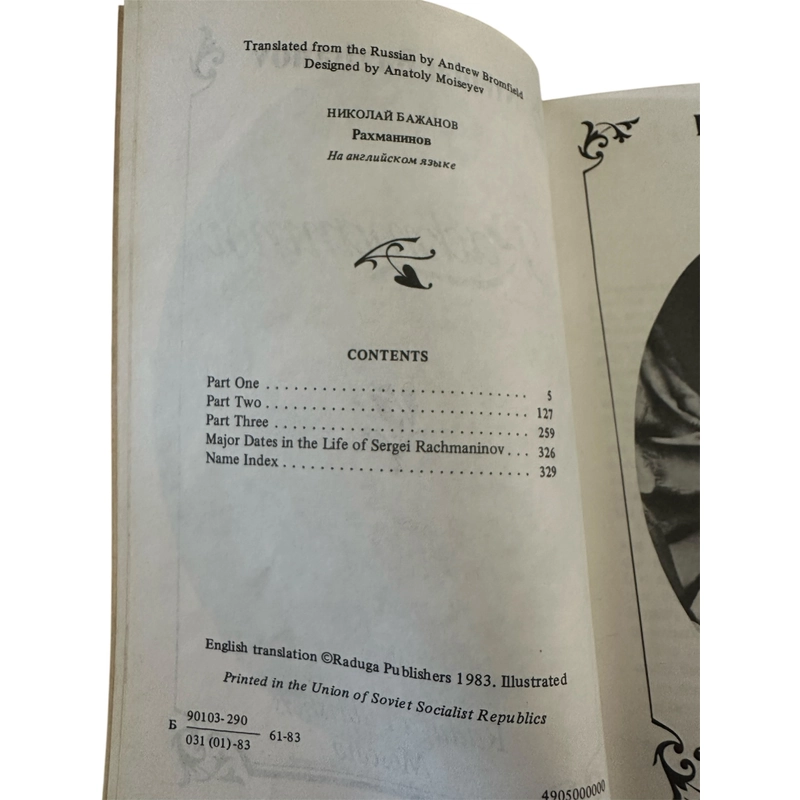 Translated from the Russian by Andrew Bromfield
Designed by Anatoly Moiseyev
НИКОЛАЙ БАЖАНОВ
Рахманинов
На английском языке
CONTENTS
Part One . . . . . . . . . . . . . . . . . . . . . . . . . . . . 5
Part Two . . . . . . . . . . . . . . . . . . . . . . . . . . . . 127
Part Three . . . . . . . . . . . . . . . . . . . . . . . . . . . 259
Major Dates in the Life of Sergei Rachmaninov . . . 326
Name Index . . . . . . . . . . . . . . . . . . . . . . . . . . 329
English translation ©Raduga Publishers 1983. Illustrated
Printed in the Union of Soviet Socialist Republics
Б 90103-290
031 (01)-83 61-83
4905000000